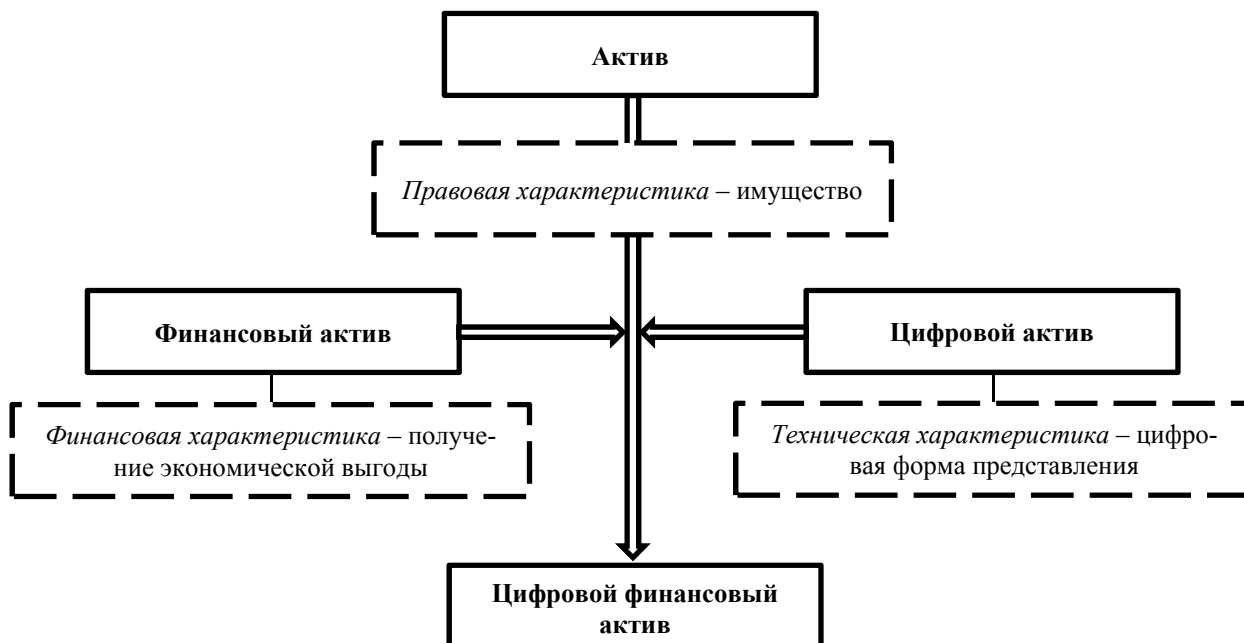 Актив
Правовая характеристика – имущество
Финансовый актив
Цифровой актив
Финансовая характеристика – получе-
ние экономической выгоды
Техническая характеристика – цифро-
вая форма представления
Цифровой финансовый
актив